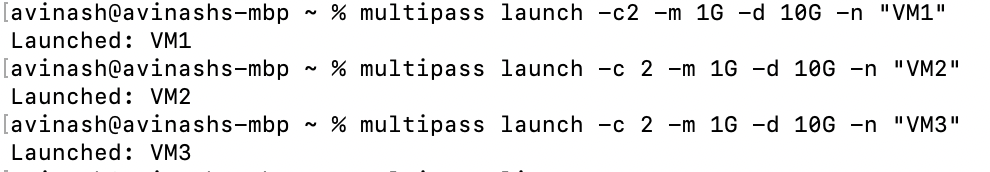 [avinash@avinashs-mbp ~ % multipass launch -c2 -m 1G -d 10G -n "VM1"
Launched: VM1
[avinash@avinashs-mbp ~ % multipass launch -c 2 -m 1G -d 10G -n "VM2"
Launched: VM2
[avinash@avinashs-mbp ~ % multipass launch -c 2 -m 1G -d 10G -n "VM3"
Launched: VM3